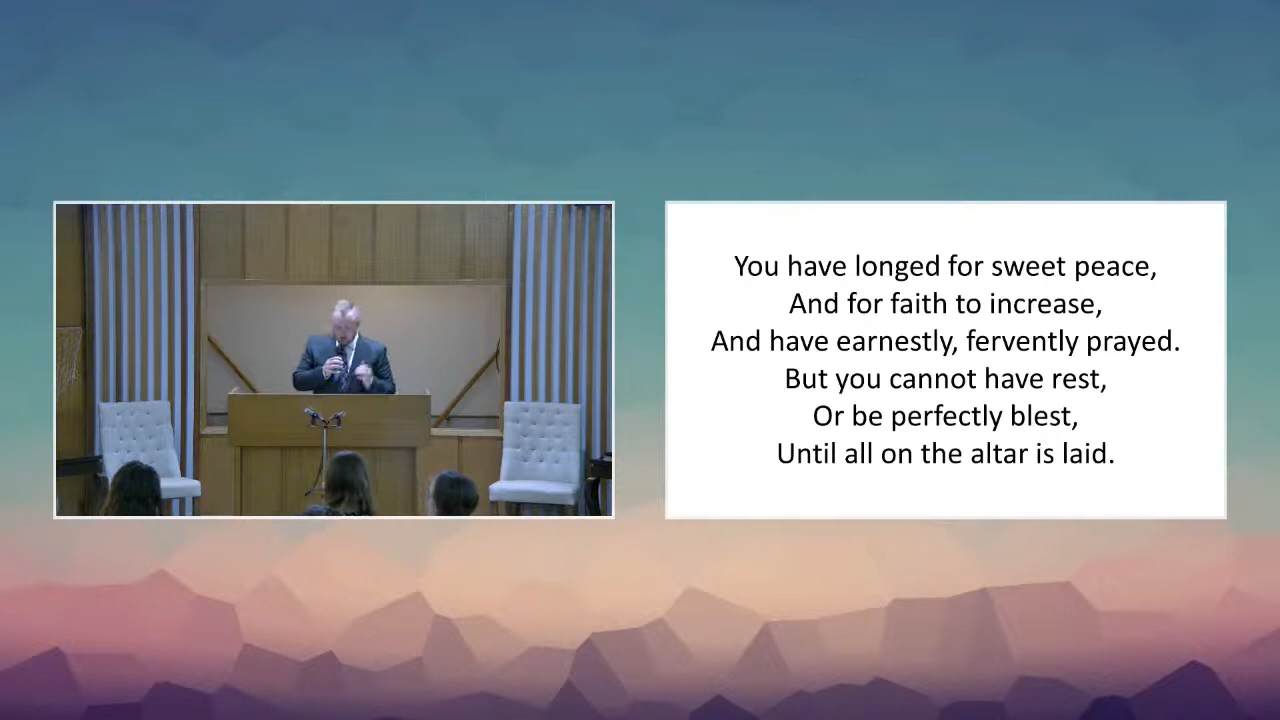 You have longed for sweet peace,
And for faith to increase,
And have earnestly, fervently prayed.
But you cannot have rest,
Or be perfectly blest,
Until all on the altar is laid.